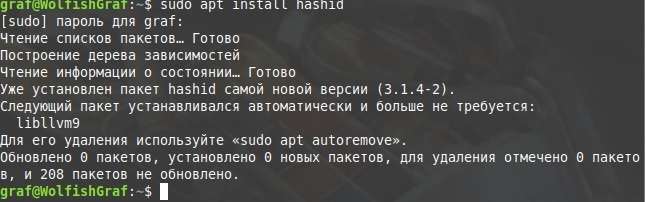 graf@WolfishGraf:~$ sudo apt install hashid
[sudo] пароль для graf:
Чтение списков пакетов… Готово
Построение дерева зависимостей
Чтение информации о состоянии… Готово
Уже установлен пакет hashid самой новой версии (3.1.4-2).
Следующий пакет устанавливался автоматически и больше не требуется:
  libllvm9
Для его удаления используйте «sudo apt autoremove».
Обновлено 0 пакетов, установлено 0 новых пакетов, для удаления отмечено 0 пакето
в, и 208 пакетов не обновлено.
graf@WolfishGraf:~$